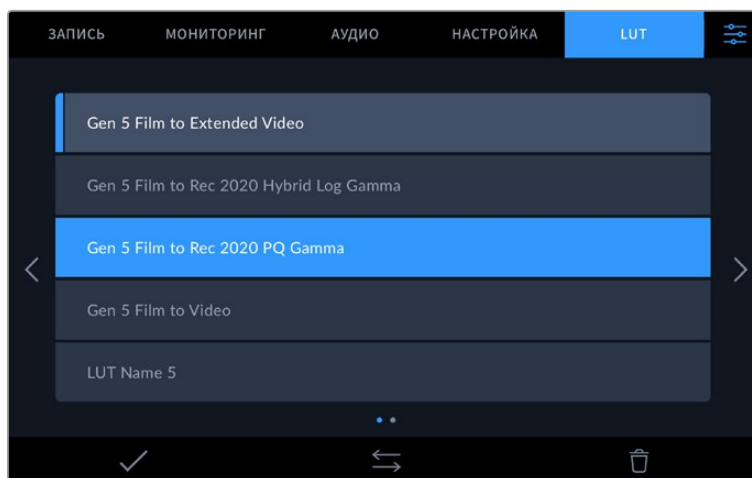 ЗАПИСЬ МОНИТОРИНГ АУДИО НАСТРОЙКА LUT
Gen 5 Film to Extended Video
Gen 5 Film to Rec 2020 Hybrid Log Gamma
Gen 5 Film to Rec 2020 PQ Gamma
Gen 5 Film to Video
LUT Name 5